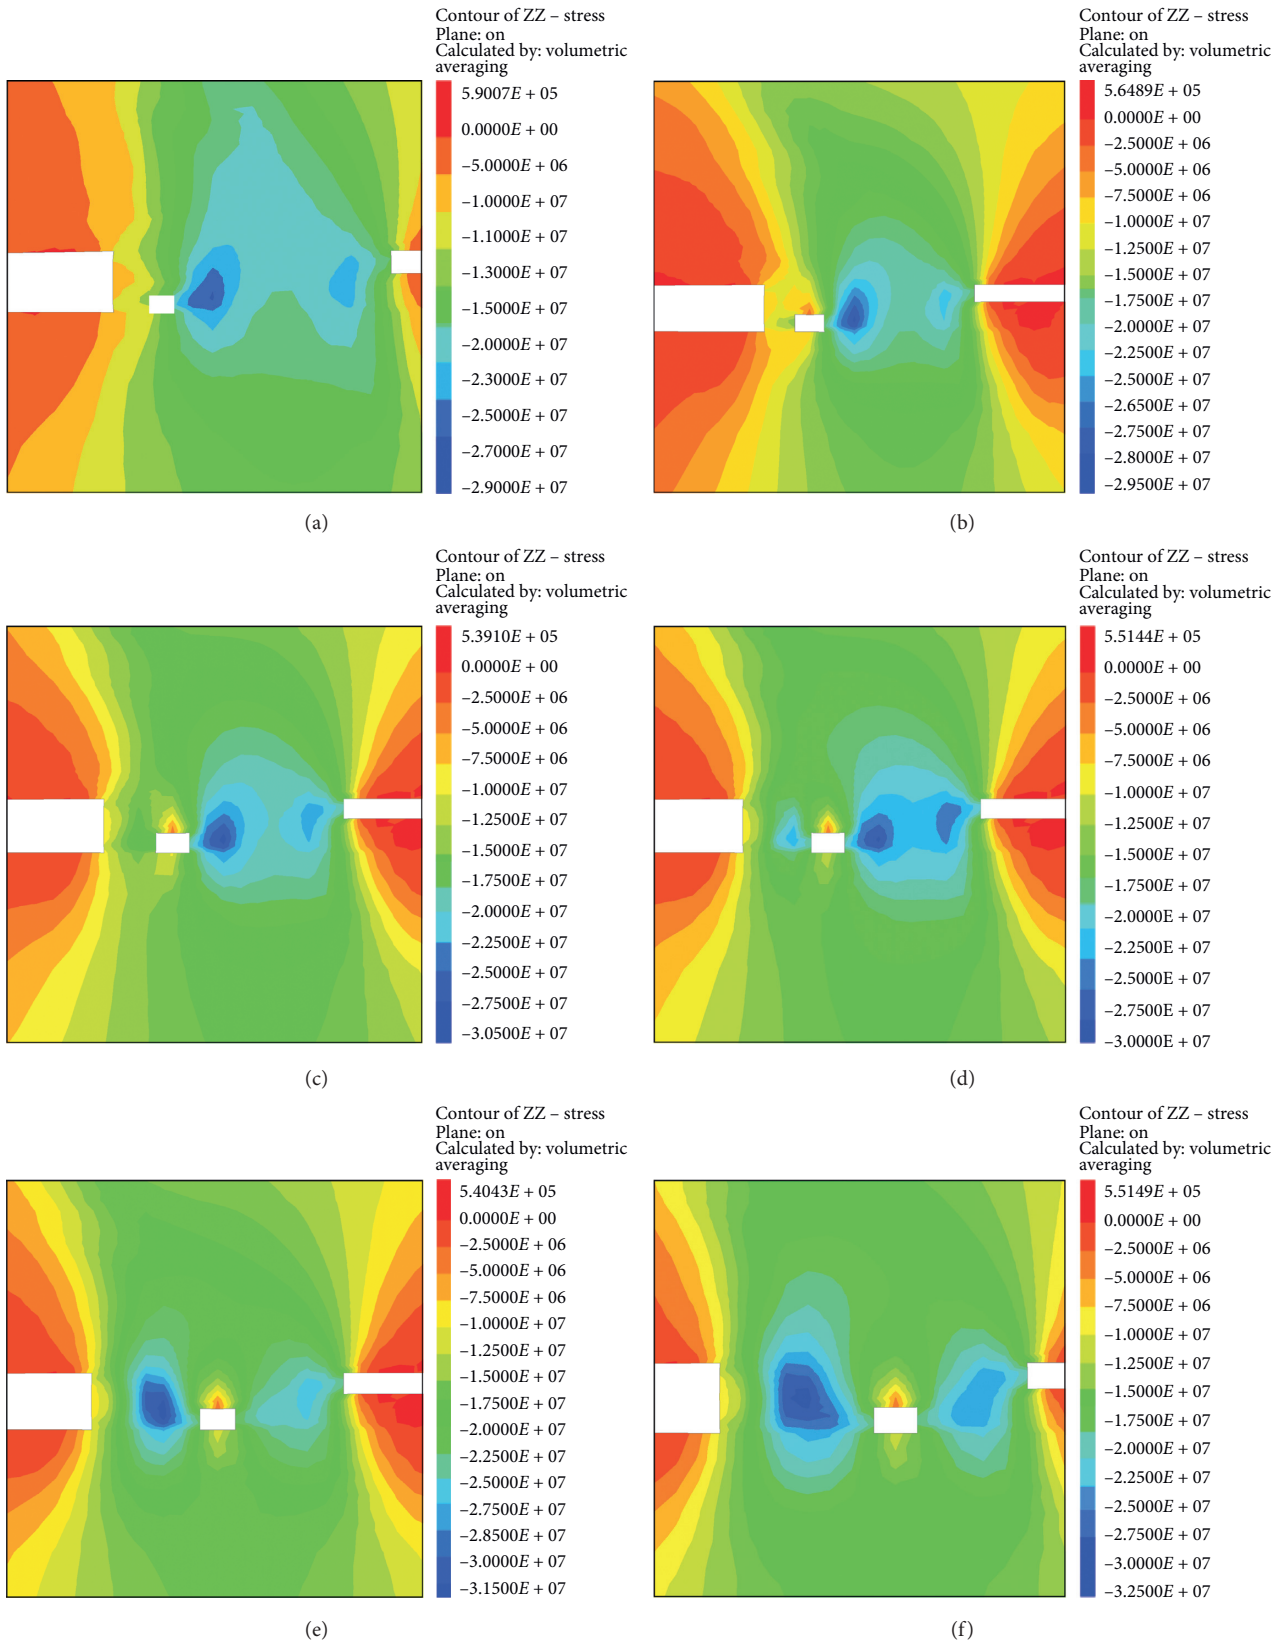 Contour of ZZ – stress
Plane: on
Calculated by: volumetric
averaging
5.9007E + 05
0.0000E + 00
–5.0000E + 06
–1.0000E + 07
–1.1000E + 07
–1.3000E + 07
–1.5000E + 07
–2.0000E + 07
–2.3000E + 07
–2.5000E + 07
–2.7000E + 07
–2.9000E + 07
(a)
Contour of ZZ – stress
Plane: on
Calculated by: volumetric
averaging
5.6489E + 05
0.0000E + 00
–2.5000E + 06
–5.0000E + 06
–7.5000E + 06
–1.0000E + 07
–1.2500E + 07
–1.5000E + 07
–1.7500E + 07
–2.0000E + 07
–2.2500E + 07
–2.5000E + 07
–2.6500E + 07
–2.7500E + 07
–2.8000E + 07
–2.9500E + 07
(b)
Contour of ZZ – stress
Plane: on
Calculated by: volumetric
averaging
5.3910E + 05
0.0000E + 00
–2.5000E + 06
–5.0000E + 06
–7.5000E + 06
–1.0000E + 07
–1.2500E + 07
–1.5000E + 07
–1.7500E + 07
–2.0000E + 07
–2.2500E + 07
–2.5000E + 07
–2.7500E + 07
–3.0500E + 07
(c)
Contour of ZZ – stress
Plane: on
Calculated by: volumetric
averaging
5.5144E + 05
0.0000E + 00
–2.5000E + 06
–5.0000E + 06
–7.5000E + 06
–1.0000E + 07
–1.2500E + 07
–1.5000E + 07
–1.7500E + 07
–2.0000E + 07
–2.2500E + 07
–2.5000E + 07
–2.7500E + 07
–3.0000E + 07
(d)
Contour of ZZ – stress
Plane: on
Calculated by: volumetric
averaging
5.4043E + 05
0.0000E + 00
–2.5000E + 06
–5.0000E + 06
–7.5000E + 06
–1.0000E + 07
–1.2500E + 07
–1.5000E + 07
–1.7500E + 07
–2.0000E + 07
–2.2500E + 07
–2.5000E + 07
–2.7500E + 07
–2.8500E + 07
–3.0000E + 07
–3.1500E + 07
(e)
Contour of ZZ – stress
Plane: on
Calculated by: volumetric
averaging
5.5149E + 05
0.0000E + 00
–2.5000E + 06
–5.0000E + 06
–7.5000E + 06
–1.0000E + 07
–1.2500E + 07
–1.5000E + 07
–1.7500E + 07
–2.0000E + 07
–2.2500E + 07
–2.5000E + 07
–2.7500E + 07
–3.0000E + 07
–3.2500E + 07
(f)